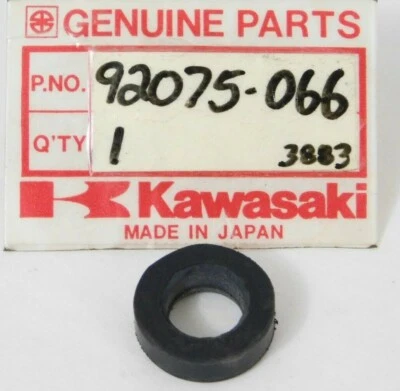 GENUINE PARTS
P.NO. 92075-066
Q'TY 1 3883
Kawasaki
MADE IN JAPAN